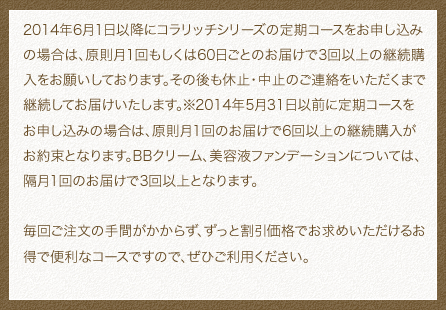 2014年6月1日以降にコラリッチシリーズの定期コースをお申し込み
の場合は、原則月1回もしくは60日ごとのお届けで3回以上の継続購
入をお願いしております。その後も休止・中止のご連絡をいただくまで
継続してお届けいたします。※2014年5月31日以前に定期コースを
お申し込みの場合は、原則月1回のお届けで6回以上の継続購入が
お約束となります。BBクリーム、美容液ファンデーションについては、
隔月1回のお届けで3回以上となります。
毎回ご注文の手間がかからず、ずっと割引価格でお求めいただけるお
得で便利なコースですので、ぜひご利用ください。